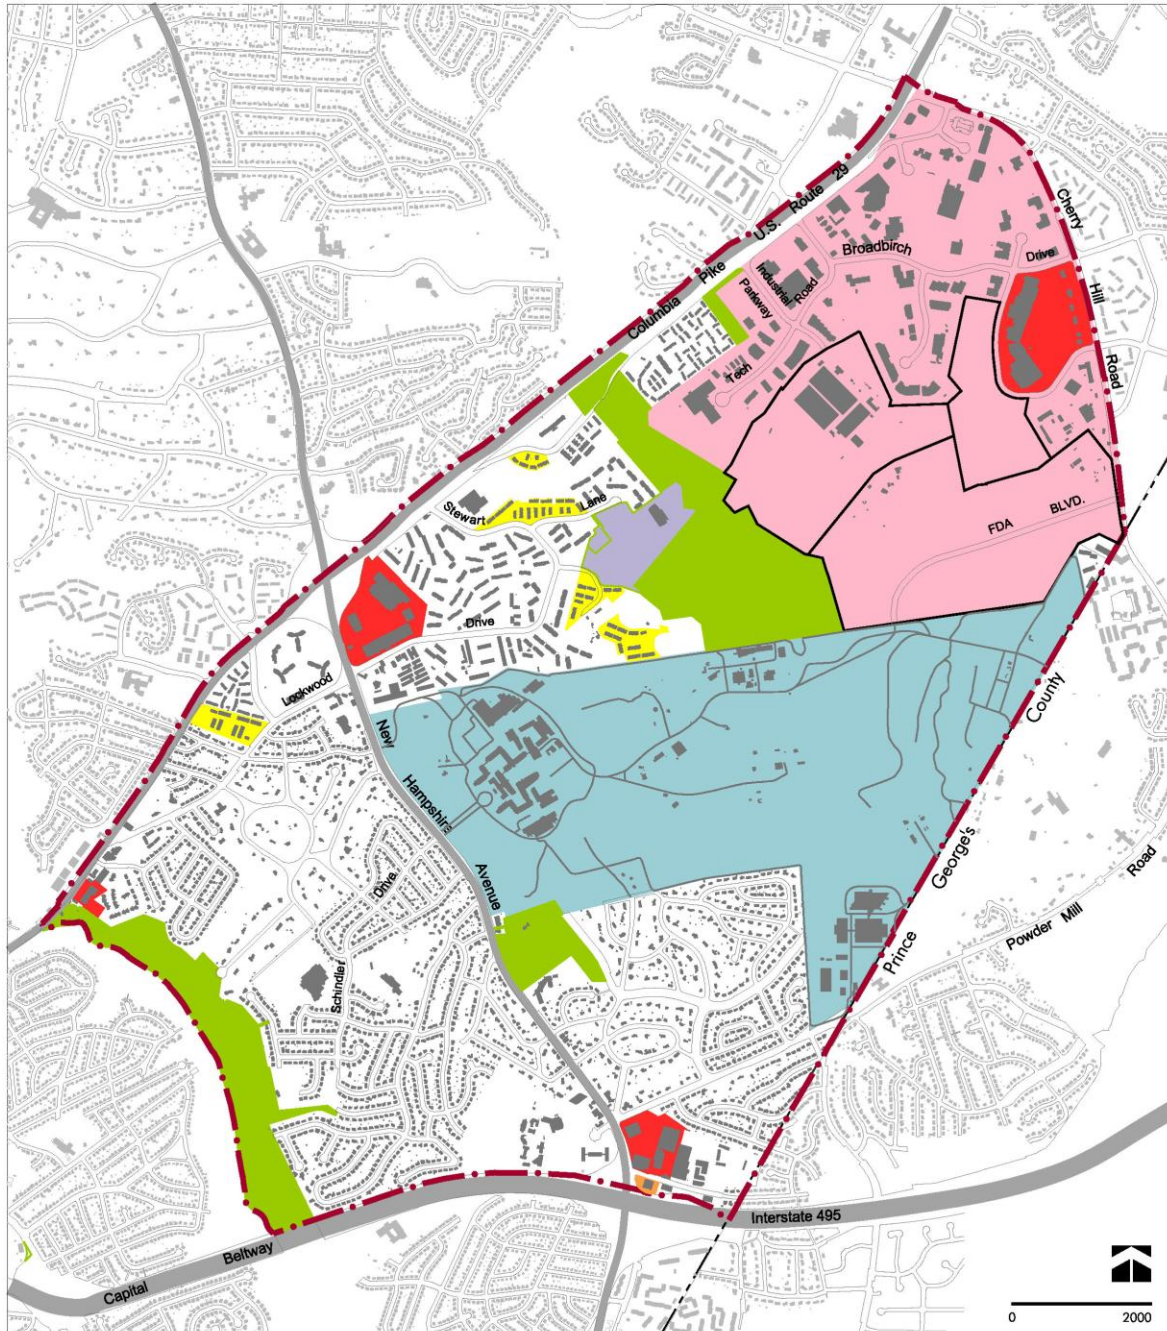 U.S. Route 29
Columbia Pike
Cherry Hill Road
Broadbirch Drive
Industrial
Parkway
Road
Tech
FDA BLVD.
Stewart Lane
Lockwood Drive
New Hampshire Avenue
Prince George's County
Powder Mill Road
Schindler Drive
Capital Beltway
Interstate 495
0 2000